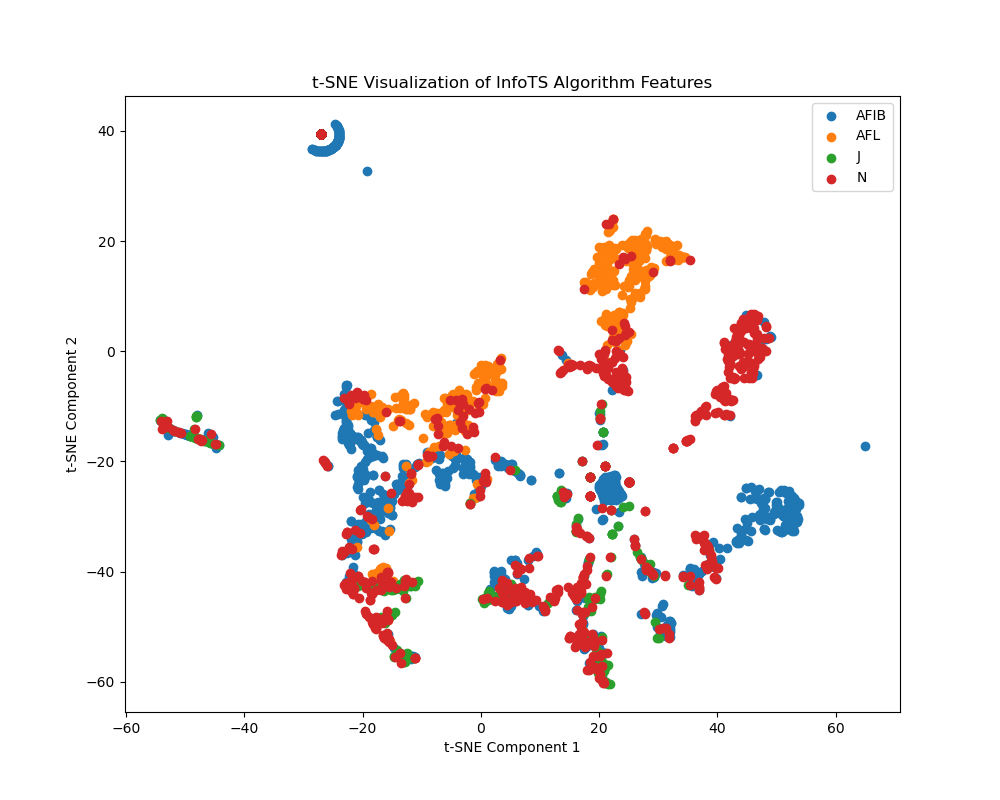 t-SNE Visualization of InfoTS Algorithm Features
AFIB
AFL
J
N
40
20
0
−20
−40
−60
t-SNE Component 2
−60 −40 −20 0 20 40 60
t-SNE Component 1